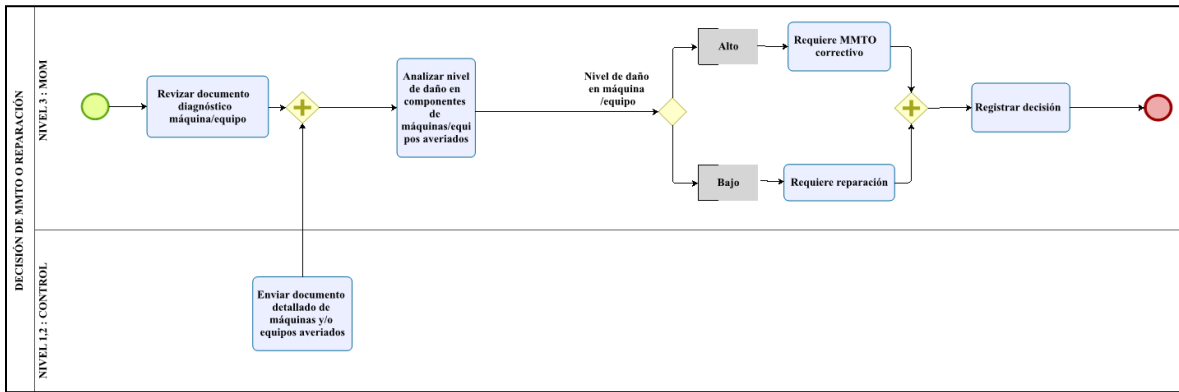 DECISIÓN DE MMTO O REPARACIÓN
NIVEL 3 : MOM
Revizar documento
diagnóstico
máquina/equipo
Analizar nivel
de daño en
componentes
de
máquinas/equi
pos averiados
Nivel de daño
en máquina
/equipo
Alto
Requiere MMTO
correctivo
Bajo
Requiere reparación
Registrar decisión
NIVEL 1,2 : CONTROL
Enviar documento
detallado de
máquinas y/o
equipos averiados